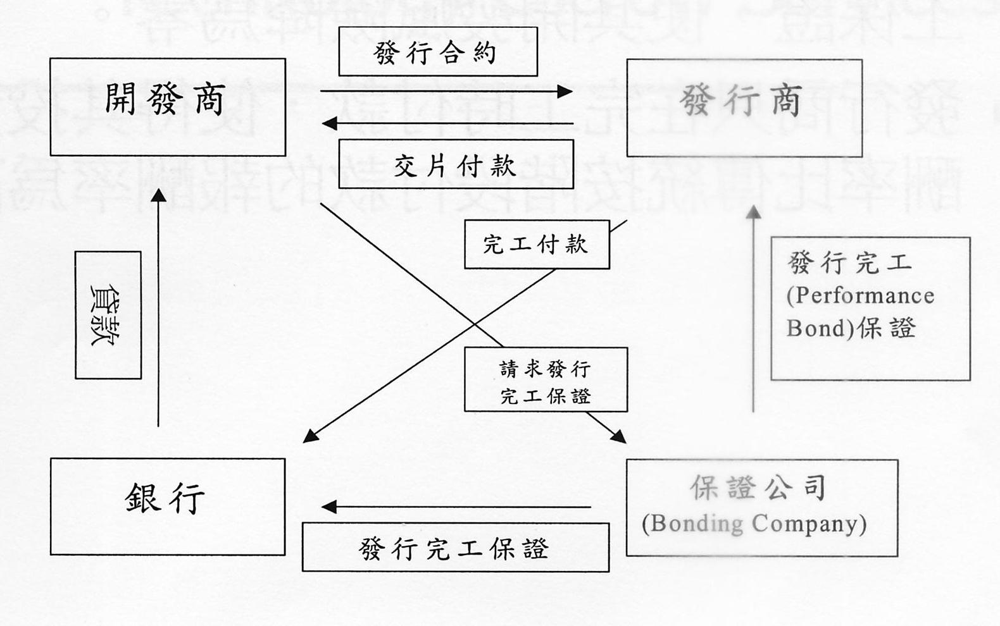 發行合約
開發商
發行商
交片付款
完工付款
貸款
發行完工
(Performance
Bond)保證
請求發行
完工保證
銀行
保證公司
(Bonding Company)
發行完工保證